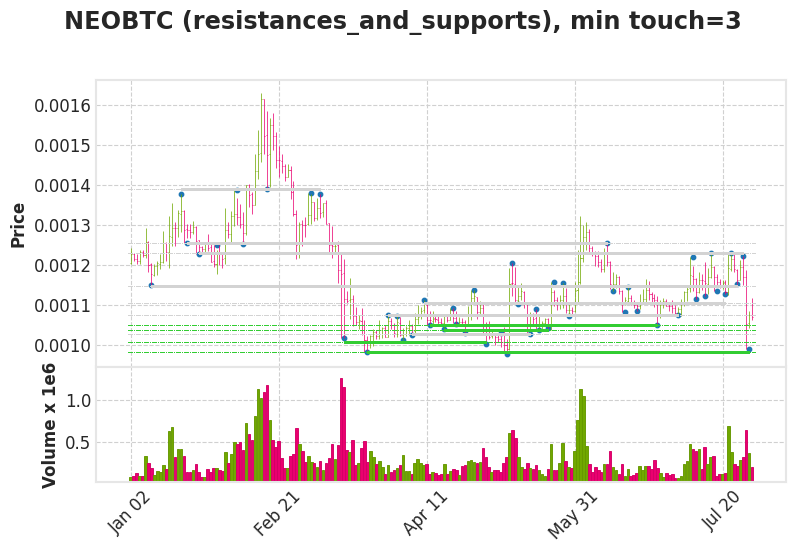 NEOBTC (resistances_and_supports), min touch=3
Price
0.0016
0.0015
0.0014
0.0013
0.0012
0.0011
0.0010
Volume x 1e6
1.0
0.5
Jan 02
Feb 21
Apr 11
May 31
Jul 20